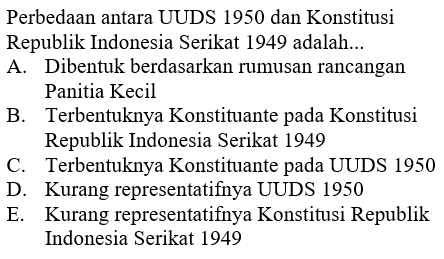 Perbedaan antara UUDS 1950 dan Konstitusi
Republik Indonesia Serikat 1949 adalah...
A. Dibentuk berdasarkan rumusan rancangan
Panitia Kecil
B. Terbentuknya Konstituante pada Konstitusi
Republik Indonesia Serikat 1949
C. Terbentuknya Konstituante pada UUDS 1950
D. Kurang representatifnya UUDS 1950
E. Kurang representatifnya Konstitusi Republik
Indonesia Serikat 1949